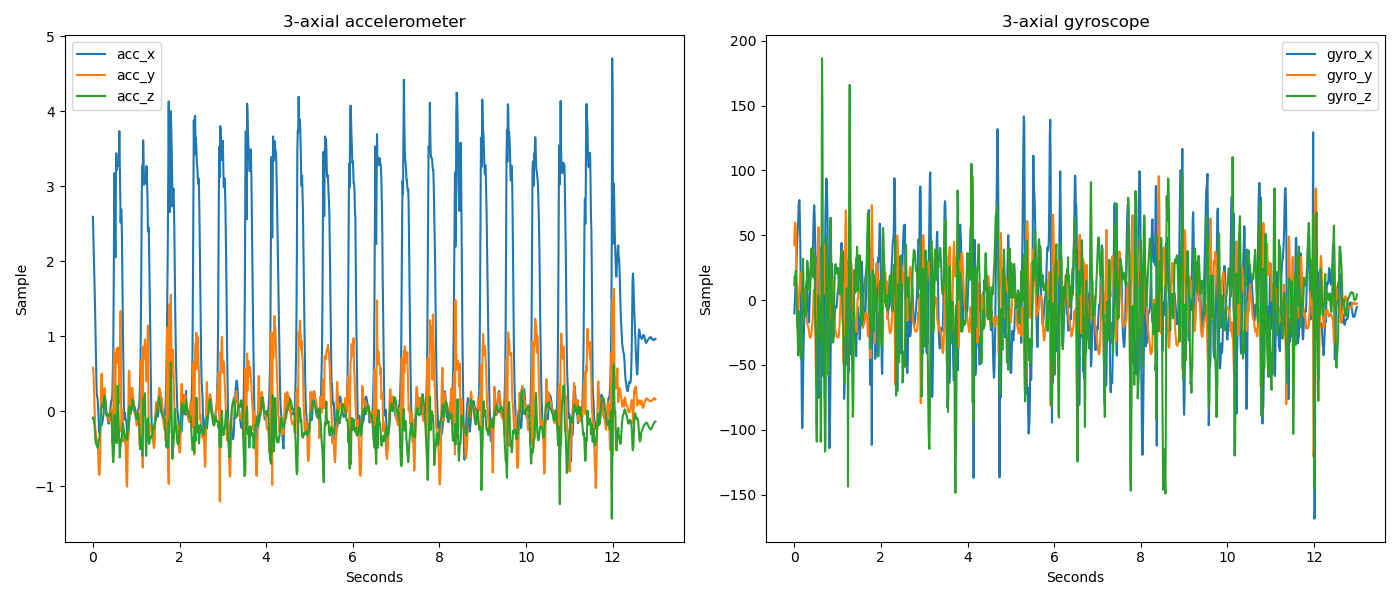 3-axial accelerometer
5
4
3
2
1
0
−1
0 2 4 6 8 10 12
Seconds
Sample
acc_x
acc_y
acc_z
3-axial gyroscope
200
150
100
50
0
−50
−100
−150
0 2 4 6 8 10 12
Seconds
Sample
gyro_x
gyro_y
gyro_z